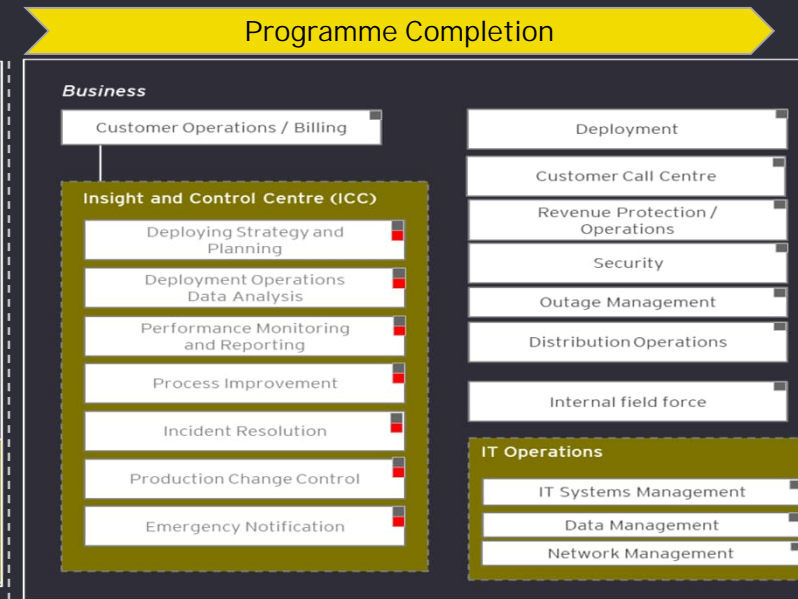 Programme Completion
Business
Customer Operations / Billing
Insight and Control Centre (ICC)
Deploying Strategy and
Planning
Deployment Operations
Data Analysis
Performance Monitoring
and Reporting
Process Improvement
Incident Resolution
Production Change Control
Emergency Notification
Deployment
Customer Call Centre
Revenue Protection /
Operations
Security
Outage Management
Distribution Operations
Internal field force
IT Operations
IT Systems Management
Data Management
Network Management